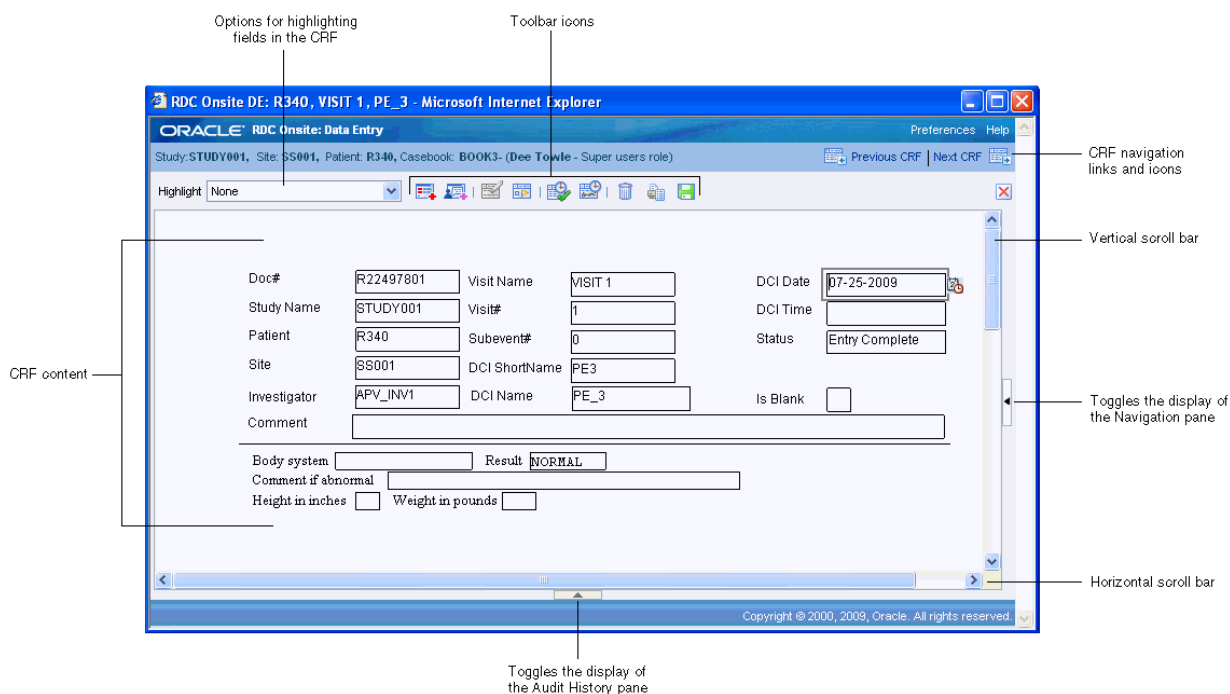 Options for highlighting
fields in the CRF
Toolbar icons
RDC Onsite DE: R340, VISIT 1, PE_3 - Microsoft Internet Explorer
ORACLE RDC Onsite: Data Entry
Preferences Help
Study:STUDY001, Site: SS001, Patient: R340, Casebook: BOOK3- (Dee Towle - Super users role)
Previous CRF | Next CRF
CRF navigation
links and icons
Highlight None
Vertical scroll bar
Doc# R22497801 Visit Name VISIT 1 DCI Date 07-25-2009
Study Name STUDY001 Visit# 1 DCI Time
Patient R340 Subevent# 0 Status Entry Complete
Site SS001 DCI ShortName PE3
Investigator APV_INV1 DCI Name PE_3 Is Blank
Comment
CRF content
Toggles the display of
the Navigation pane
Body system Result NORMAL
Comment if abnormal
Height in inches Weight in pounds
Horizontal scroll bar
Copyright © 2000, 2009, Oracle. All rights reserved.
Toggles the display of
the Audit History pane